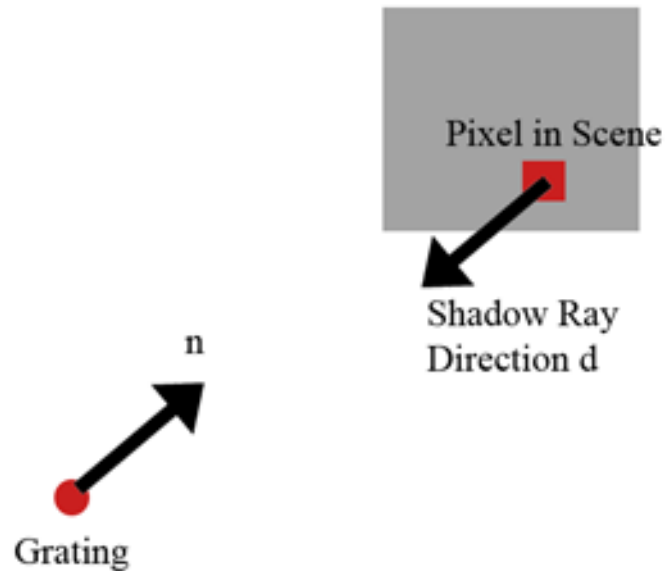 Pixel in Scene
Shadow Ray
Direction d
n
Grating